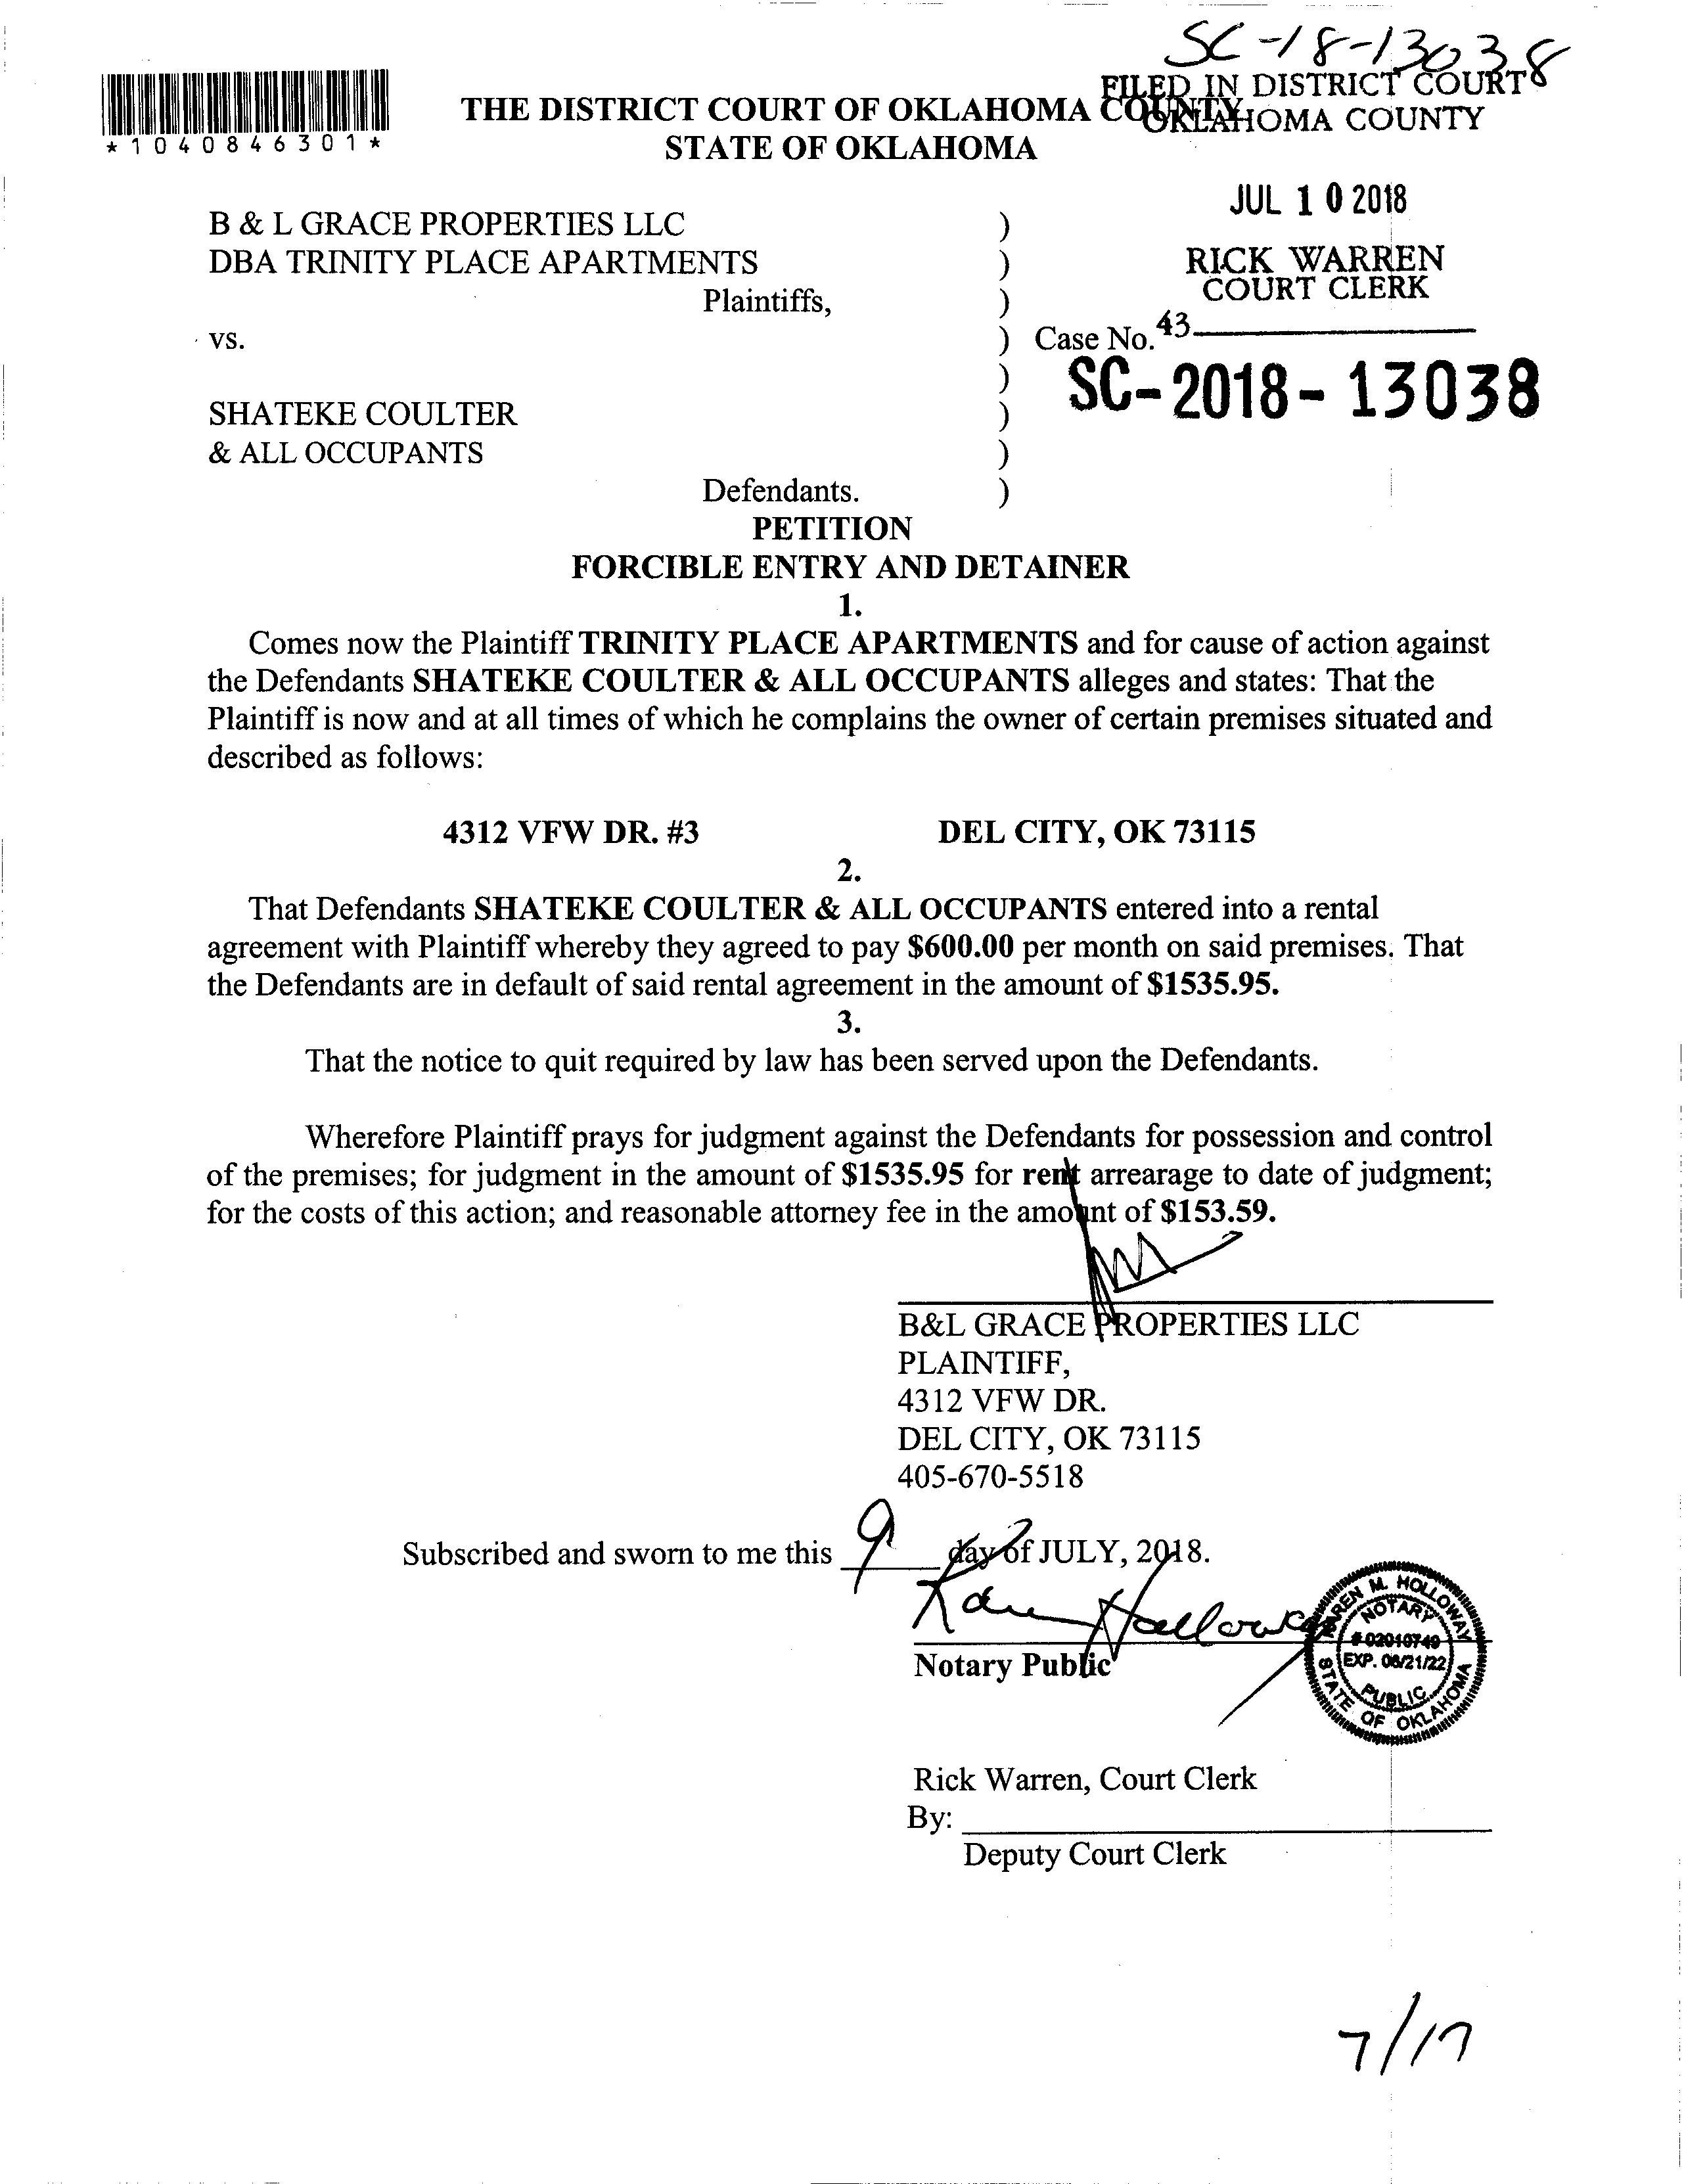 SC-18-13038
*1040846301*
THE DISTRICT COURT OF OKLAHOMA COUNTY
STATE OF OKLAHOMA
FILED IN DISTRICT COURT
OKLAHOMA COUNTY
JUL 10 2018
RICK WARREN
COURT CLERK
43
B & L GRACE PROPERTIES LLC )
DBA TRINITY PLACE APARTMENTS )
Plaintiffs, )
vs. ) Case No.
)
SC-2018-13038
SHATEKE COULTER )
& ALL OCCUPANTS )
Defendants. )
PETITION
FORCIBLE ENTRY AND DETAINER
1.
Comes now the Plaintiff TRINITY PLACE APARTMENTS and for cause of action against
the Defendants SHATEKE COULTER & ALL OCCUPANTS alleges and states: That the
Plaintiff is now and at all times of which he complains the owner of certain premises situated and
described as follows:
4312 VFW DR. #3 DEL CITY, OK 73115
2.
That Defendants SHATEKE COULTER & ALL OCCUPANTS entered into a rental
agreement with Plaintiff whereby they agreed to pay $600.00 per month on said premises. That
the Defendants are in default of said rental agreement in the amount of $1535.95.
3.
That the notice to quit required by law has been served upon the Defendants.
Wherefore Plaintiff prays for judgment against the Defendants for possession and control
of the premises; for judgment in the amount of $1535.95 for rent arrearage to date of judgment;
for the costs of this action; and reasonable attorney fee in the amount of $153.59.
B&L GRACE PROPERTIES LLC
PLAINTIFF,
4312 VFW DR.
DEL CITY, OK 73115
405-670-5518
Subscribed and sworn to me this 9 day of JULY, 2018.
Karen Holloway
Notary Public
KAREN M. HOLLOWAY
NOTARY
# 02010749
EXP. 06/21/22
PUBLIC
STATE OF OKLAHOMA
Rick Warren, Court Clerk
By:
Deputy Court Clerk
7/17